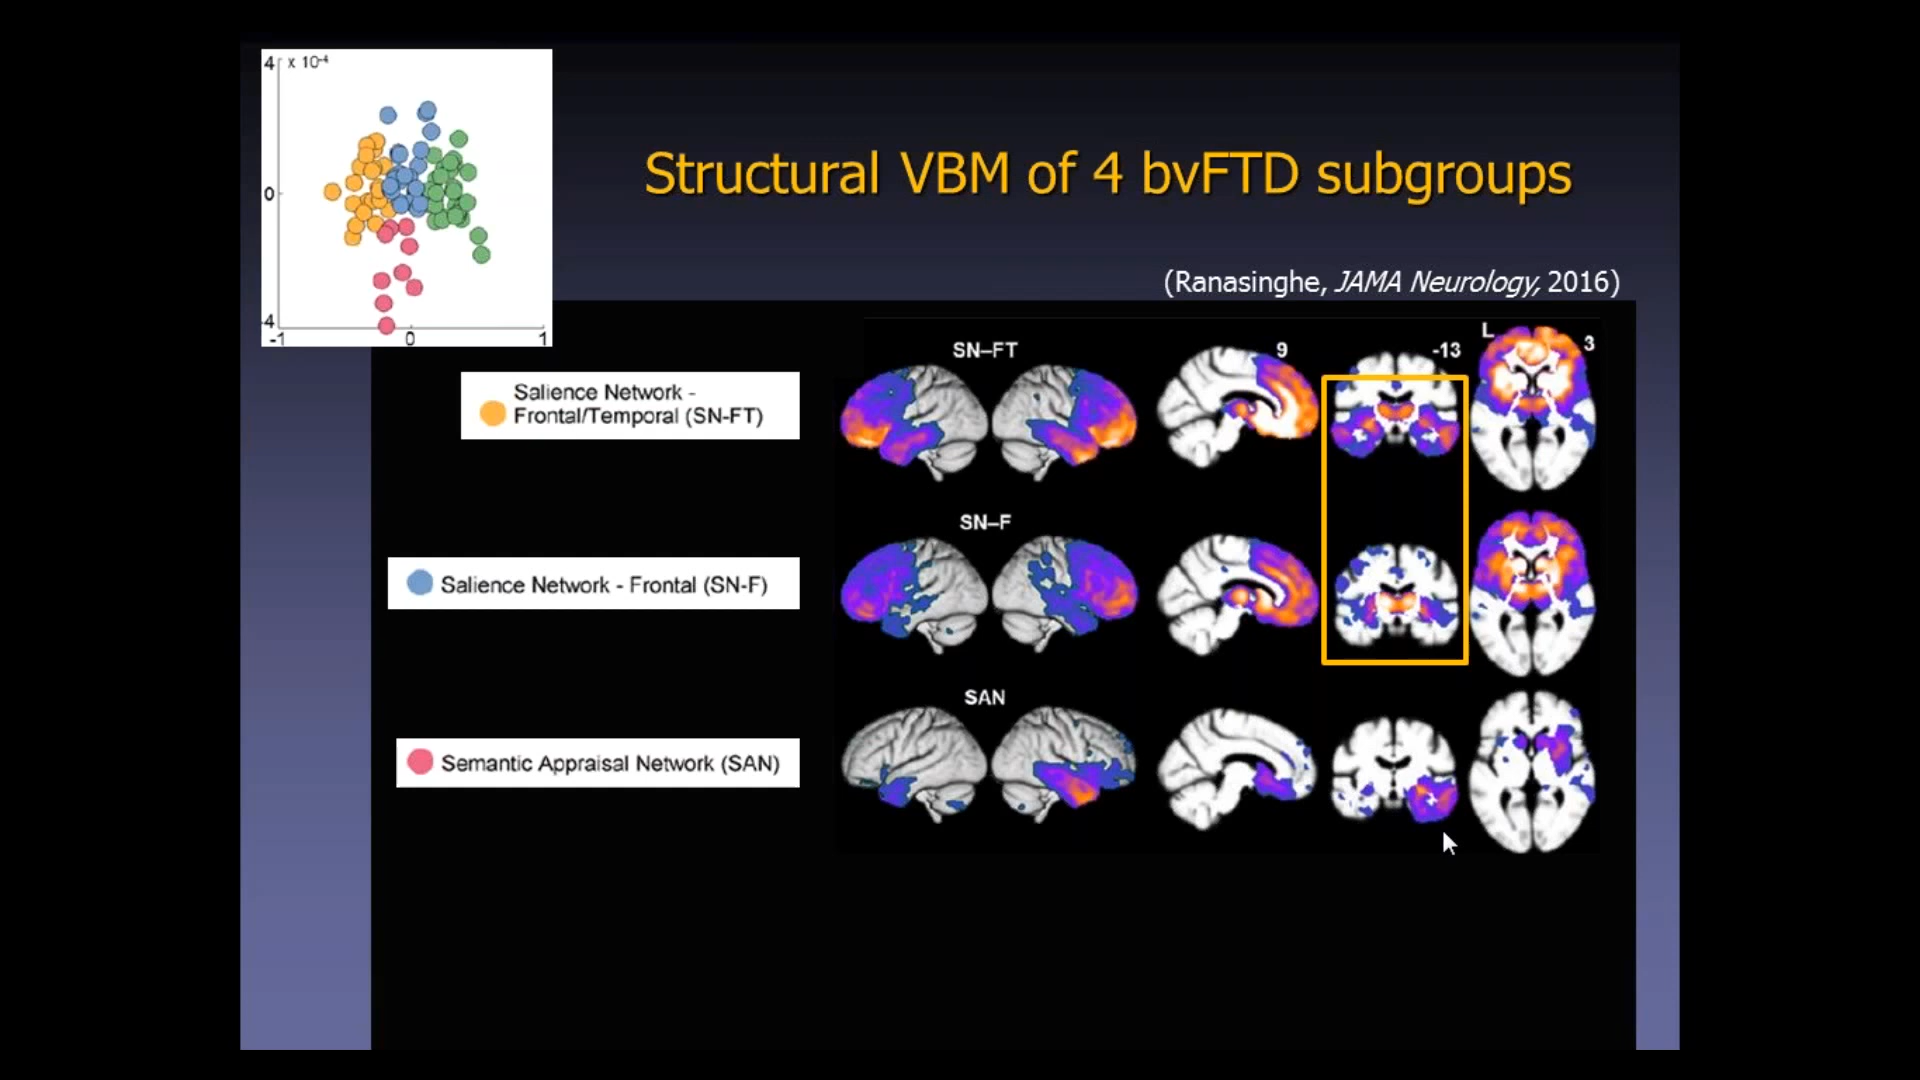 4 x 10-4
0
-4
-1 0 1
Structural VBM of 4 bvFTD subgroups
(Ranasinghe, JAMA Neurology, 2016)
Salience Network -
Frontal/Temporal (SN-FT)
Salience Network - Frontal (SN-F)
Semantic Appraisal Network (SAN)
SN–FT
9
-13
L
3
SN–F
SAN